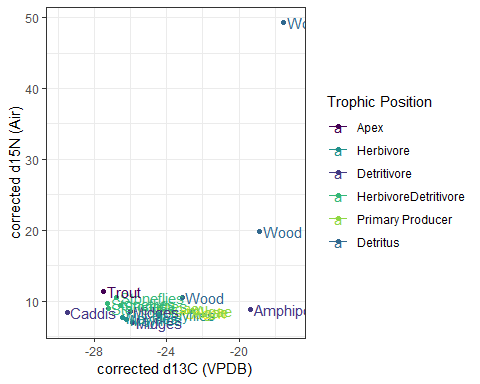 50
40
30
20
10
corrected d15N (Air)
Wo
Wood
Trout
Wood
Caddis
Midges
Amphipo
Midges
-28
-24
-20
corrected d13C (VPDB)
Trophic Position
a Apex
a Herbivore
a Detritivore
a HerbivoreDetritivore
a Primary Producer
a Detritus